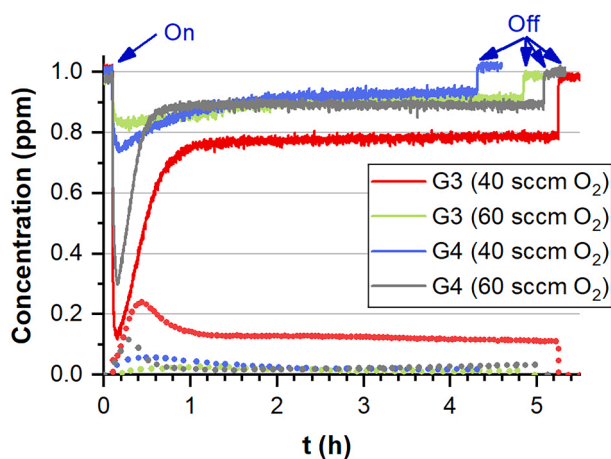 On
Off
1.0
0.8
0.6
0.4
0.2
0.0
Concentration (ppm)
G3 (40 sccm O₂)
G3 (60 sccm O₂)
G4 (40 sccm O₂)
G4 (60 sccm O₂)
0 1 2 3 4 5
t (h)